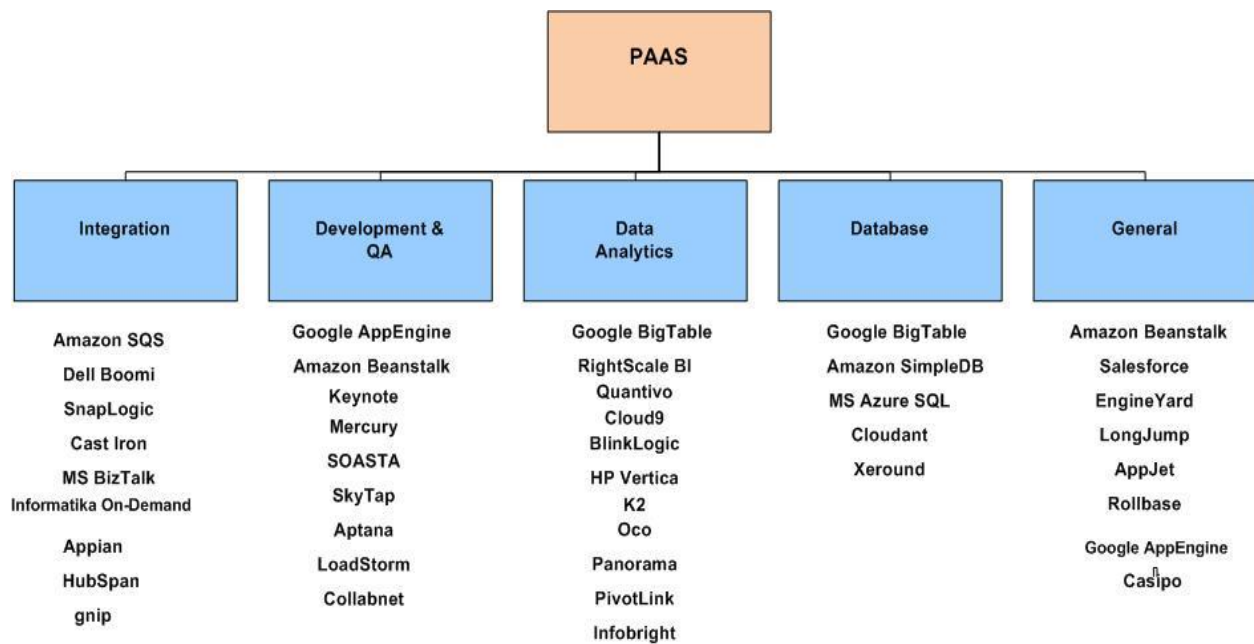 PAAS
Integration
Development &
QA
Data
Analytics
Database
General
Amazon SQS
Dell Boomi
SnapLogic
Cast Iron
MS BizTalk
Informatika On-Demand
Appian
HubSpan
gnip
Google AppEngine
Amazon Beanstalk
Keynote
Mercury
SOASTA
SkyTap
Aptana
LoadStorm
Collabnet
Google BigTable
RightScale BI
Quantivo
Cloud9
BlinkLogic
HP Vertica
K2
Oco
Panorama
PivotLink
Infobright
Google BigTable
Amazon SimpleDB
MS Azure SQL
Cloudant
Xeround
Amazon Beanstalk
Salesforce
EngineYard
LongJump
AppJet
Rollbase
Google AppEngine
Casipo